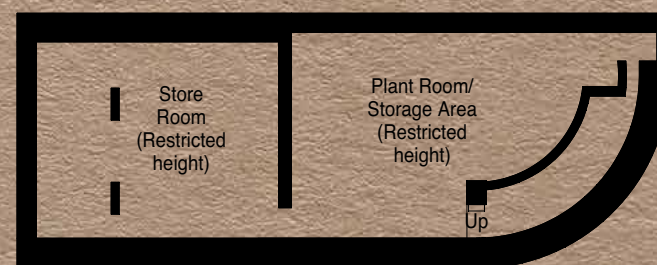 Store
Room
(Restricted
height)
Plant Room/
Storage Area
(Restricted
height)
Up